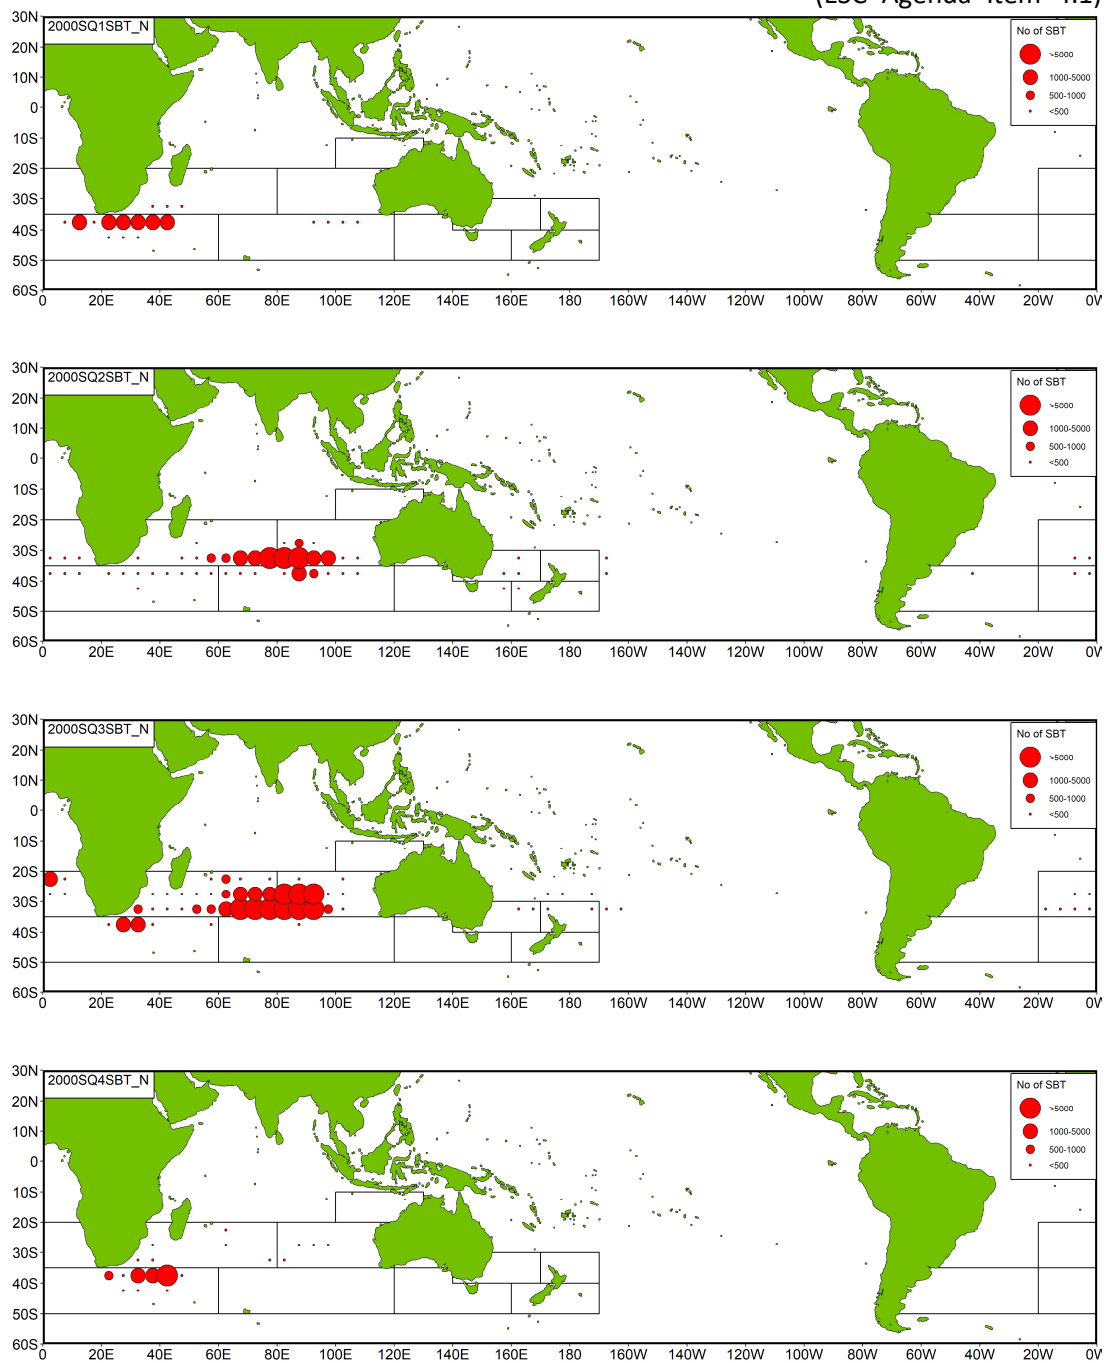 (ESC Agenda item 4.1)
2000SQ1SBT_N
No of SBT
>5000
1000-5000
500-1000
<500
30N
20N
10N
0
10S
20S
30S
40S
50S
60S
0 20E 40E 60E 80E 100E 120E 140E 160E 180 160W 140W 120W 100W 80W 60W 40W 20W 0W
2000SQ2SBT_N
No of SBT
>5000
1000-5000
500-1000
<500
30N
20N
10N
0
10S
20S
30S
40S
50S
60S
0 20E 40E 60E 80E 100E 120E 140E 160E 180 160W 140W 120W 100W 80W 60W 40W 20W 0W
2000SQ3SBT_N
No of SBT
>5000
1000-5000
500-1000
<500
30N
20N
10N
0
10S
20S
30S
40S
50S
60S
0 20E 40E 60E 80E 100E 120E 140E 160E 180 160W 140W 120W 100W 80W 60W 40W 20W 0W
2000SQ4SBT_N
No of SBT
>5000
1000-5000
500-1000
<500
30N
20N
10N
0
10S
20S
30S
40S
50S
60S
0 20E 40E 60E 80E 100E 120E 140E 160E 180 160W 140W 120W 100W 80W 60W 40W 20W 0W